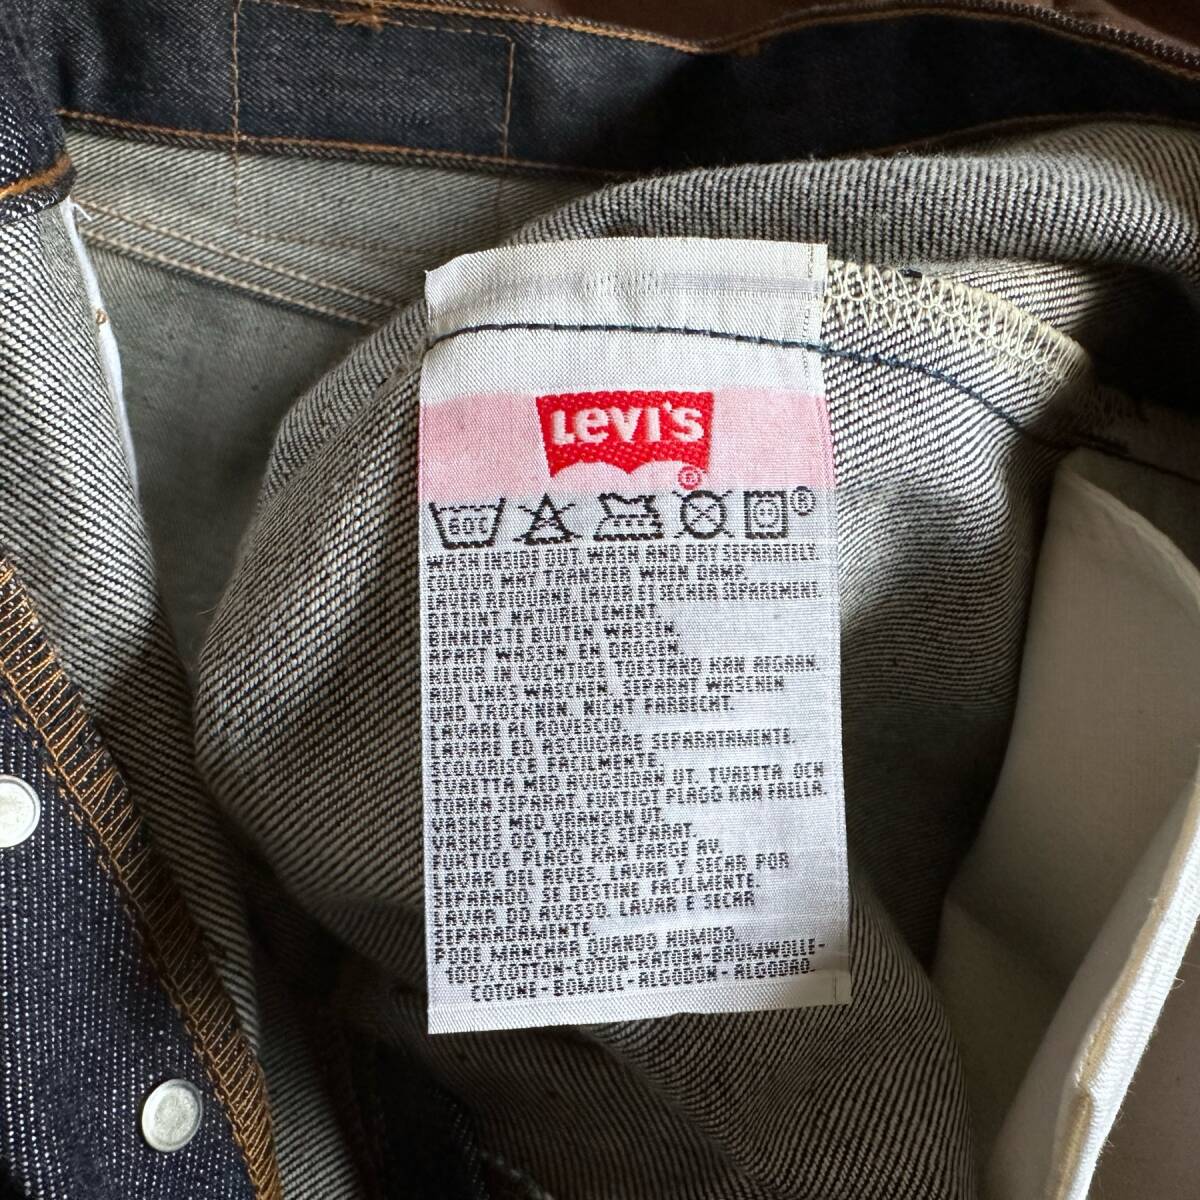 LEVI'S
®
60C ®
WASH INSIDE OUT. WASH AND DRY SEPARATELY.
COLOUR MAY TRANSFER WHEN DAMP.
LAVER RETOURNE. LAVER ET SECHER SEPAREMENT.
DETEINT NATURELLEMENT.
BINNENSTE BUITEN WASSEN.
APART WASSEN EN DROGEN.
KLEUR IN VOCHTIGE TOESTAND KAN AFGAAN.
AUF LINKS WASCHEN. SEPARAT WASCHEN
UND TROCKNEN. NICHT FARBECHT.
LAVARE AL ROVESCIO.
LAVARE ED ASCIUGARE SEPARATAMENTE.
SCOLORISCE FACILMENTE.
TVAETTA MED AVIGSIDAN UT. TVAETTA OCH
TORKA SEPARAT. FUKTIGT PLAGG KAN FAELLA.
VASKES MED VRANGEN UT.
VASKES OG TORKES SEPARAT.
FUKTIGE PLAGG KAN FARGE AV.
LAVAR DEL REVES. LAVAR Y SECAR POR
SEPARADO. SE DESTINE FACILMENTE.
LAVAR DO AVESSO. LAVAR E SECAR
SEPARADAMENTE.
PODE MANCHAR QUANDO HUMIDO.
100% COTTON-COTON-KATOEN-BAUMWOLLE-
COTONE-BOMULL-ALGODON-ALGODAO.